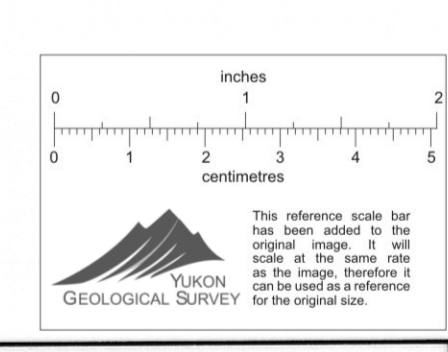 inches
0 1 2
0 1 2 3 4 5
centimetres
This reference scale bar
has been added to the
original image. It will
scale at the same rate
as the image, therefore it
can be used as a reference
for the original size.
YUKON
GEOLOGICAL SURVEY